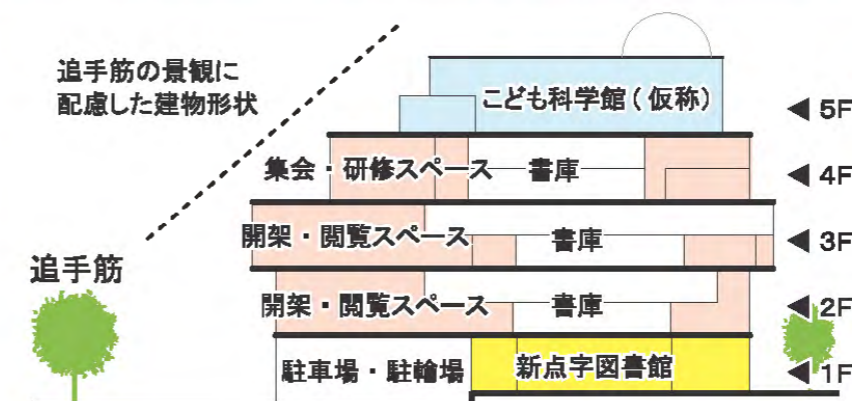 追手筋の景観に
配慮した建物形状
こども科学館(仮称)
◀ 5F
集会・研修スペース 書庫
◀ 4F
開架・閲覧スペース 書庫
◀ 3F
追手筋
開架・閲覧スペース 書庫
◀ 2F
駐車場・駐輪場 新点字図書館
◀ 1F